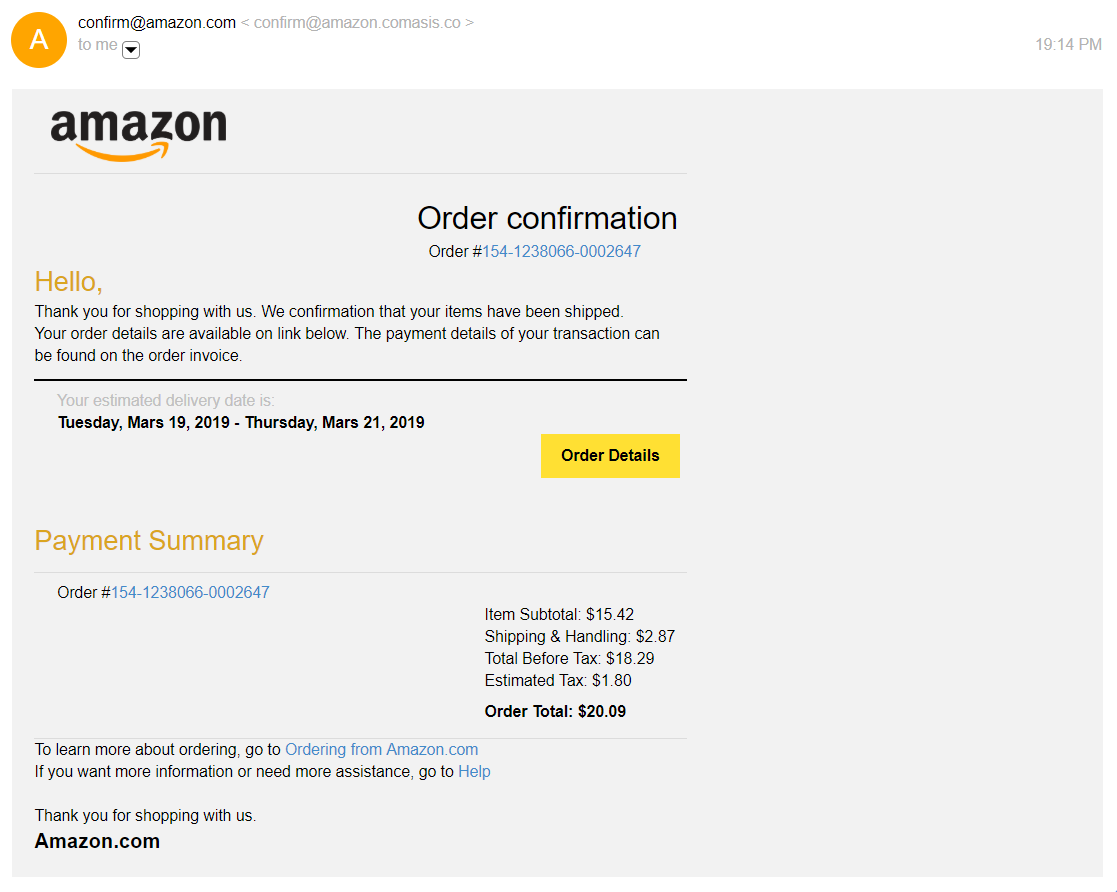 A
confirm@amazon.com < confirm@amazon.comasis.co >
to me
19:14 PM
amazon
Order confirmation
Order #154-1238066-0002647
Hello,
Thank you for shopping with us. We confirmation that your items have been shipped.
Your order details are available on link below. The payment details of your transaction can
be found on the order invoice.
Your estimated delivery date is:
Tuesday, Mars 19, 2019 - Thursday, Mars 21, 2019
Order Details
Payment Summary
Order #154-1238066-0002647
Item Subtotal: $15.42
Shipping & Handling: $2.87
Total Before Tax: $18.29
Estimated Tax: $1.80
Order Total: $20.09
To learn more about ordering, go to Ordering from Amazon.com
If you want more information or need more assistance, go to Help
Thank you for shopping with us.
Amazon.com